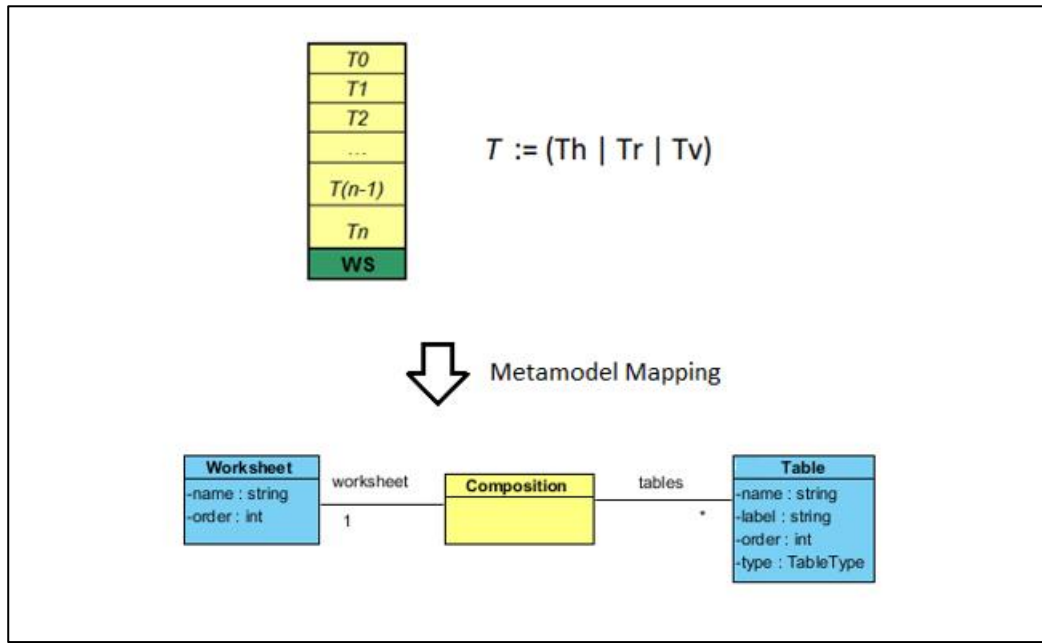 T0
T1
T2
...
T(n-1)
Tn
WS
T := (Th | Tr | Tv)
Metamodel Mapping
Worksheet
-name : string
-order : int
worksheet
1
Composition
tables
*
Table
-name : string
-label : string
-order : int
-type : TableType